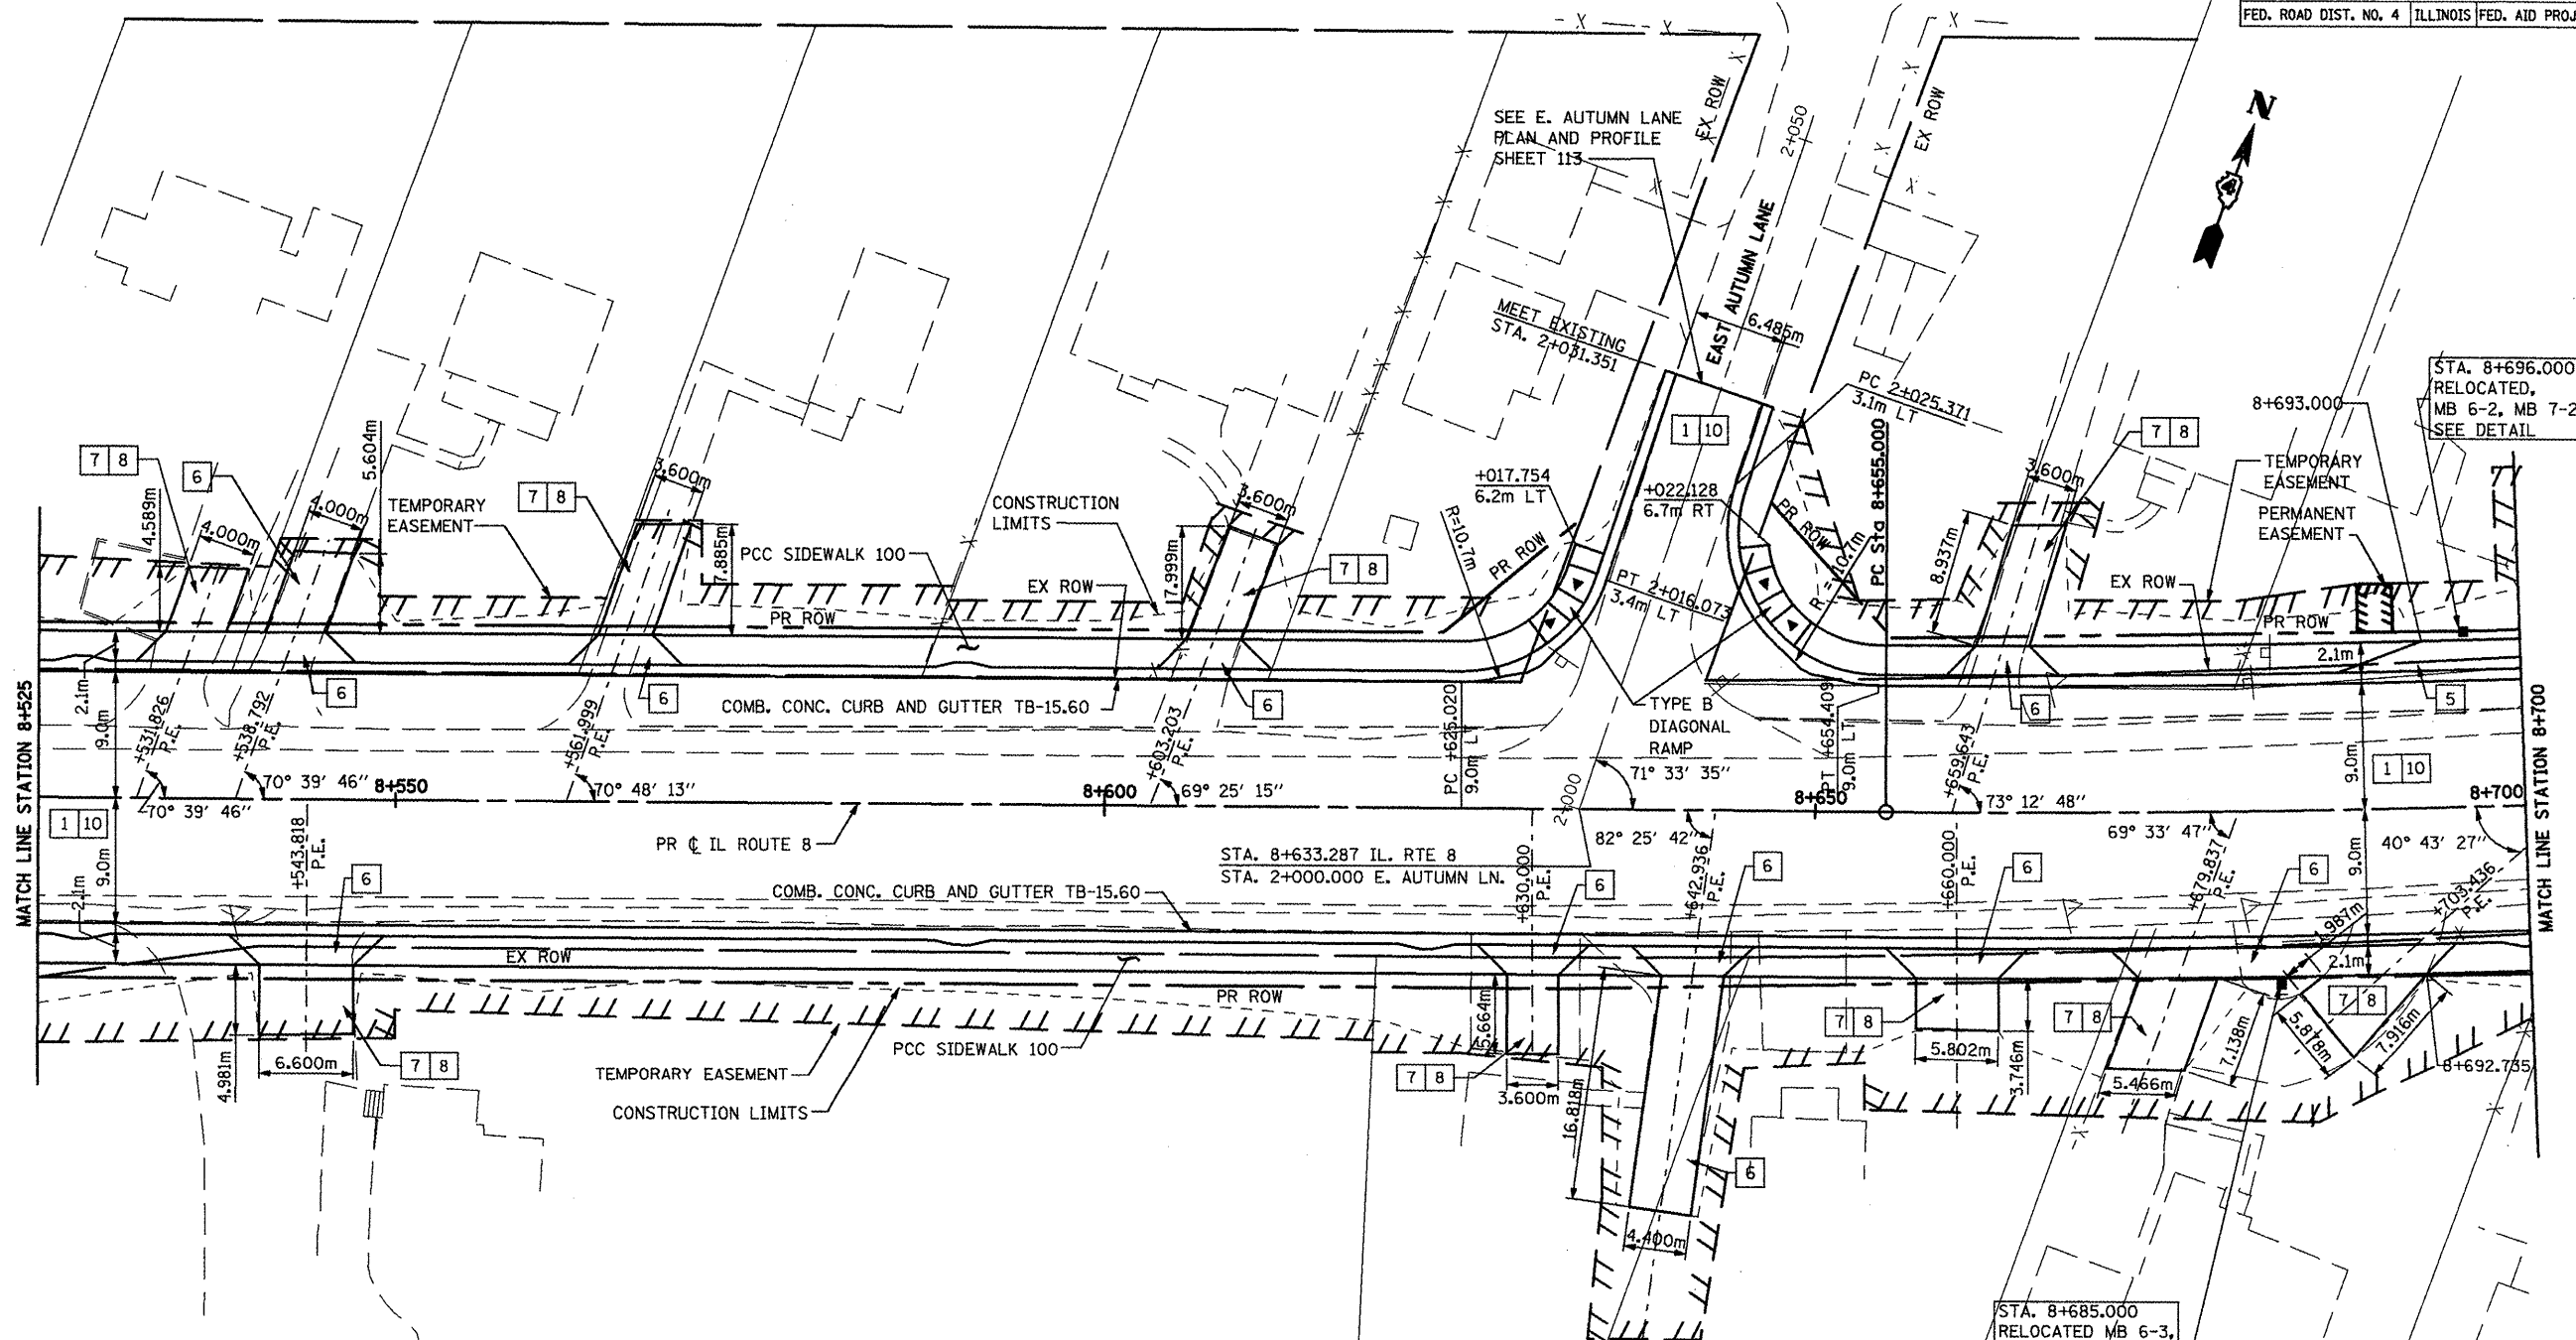 FED. ROAD DIST. NO. 4 ILLINOIS FED. AID PROJ
N
4
SEE E. AUTUMN LANE
PLAN AND PROFILE
SHEET 113
EX ROW
2+050
EX ROW
EAST AUTUMN LANE
6.485m
MEET EXISTING
STA. 2+031.351
PC 2+025.371
3.1m LT
STA. 8+696.000
RELOCATED,
MB 6-2, MB 7-2
SEE DETAIL
8+693.000
7 8
6
5.604m
4.589m
4.000m
4.000m
TEMPORARY
EASEMENT
7 8
3.600m
7.885m
PCC SIDEWALK 100
CONSTRUCTION
LIMITS
EX ROW
PR ROW
3.600m
7.999m
7 8
1 10
+017.754
6.2m LT
+022.128
6.7m RT
R=10.7m
PR ROW
PT 2+016.073
3.4m LT
PR ROW
R = 10.7m
PC Sta 8+655.000
7 8
3.600m
8.937m
TEMPORARY
EASEMENT
PERMANENT
EASEMENT
EX ROW
PR ROW
2.1m
5
MATCH LINE STATION 8+525
2.1m
9.0m
6
6
COMB. CONC. CURB AND GUTTER TB-15.60
6
TYPE B
DIAGONAL
RAMP
6
+531.826
P.E.
+538.792
P.E.
+561.999
P.E.
+603.203
P.E.
PC +625.020
9.0m LT
PT +654.409
9.0m LT
+659.643
P.E.
9.0m
1 10
70° 39' 46"
70° 39' 46"
8+550
70° 48' 13"
8+600
69° 25' 15"
2+000
71° 33' 35"
8+650
73° 12' 48"
8+700
MATCH LINE STATION 8+700
1 10
9.0m
2.1m
+543.818
P.E.
6
PR ℄ IL ROUTE 8
STA. 8+633.287 IL. RTE 8
STA. 2+000.000 E. AUTUMN LN.
82° 25' 42"
69° 33' 47"
40° 43' 27"
COMB. CONC. CURB AND GUTTER TB-15.60
+630.000
P.E.
6
+642.936
P.E.
6
+660.000
P.E.
6
+679.837
P.E.
6
9.0m
+703.436
P.E.
1.987m
2.1m
EX ROW
PR ROW
4.981m
6.600m
7 8
PCC SIDEWALK 100
TEMPORARY EASEMENT
CONSTRUCTION LIMITS
5.664m
7 8
3.600m
16.818m
6
4.400m
7 8
5.802m
3.746m
7 8
5.466m
7.138m
7 8
5.878m
7.916m
8+692.735
STA. 8+685.000
RELOCATED MB 6-3,